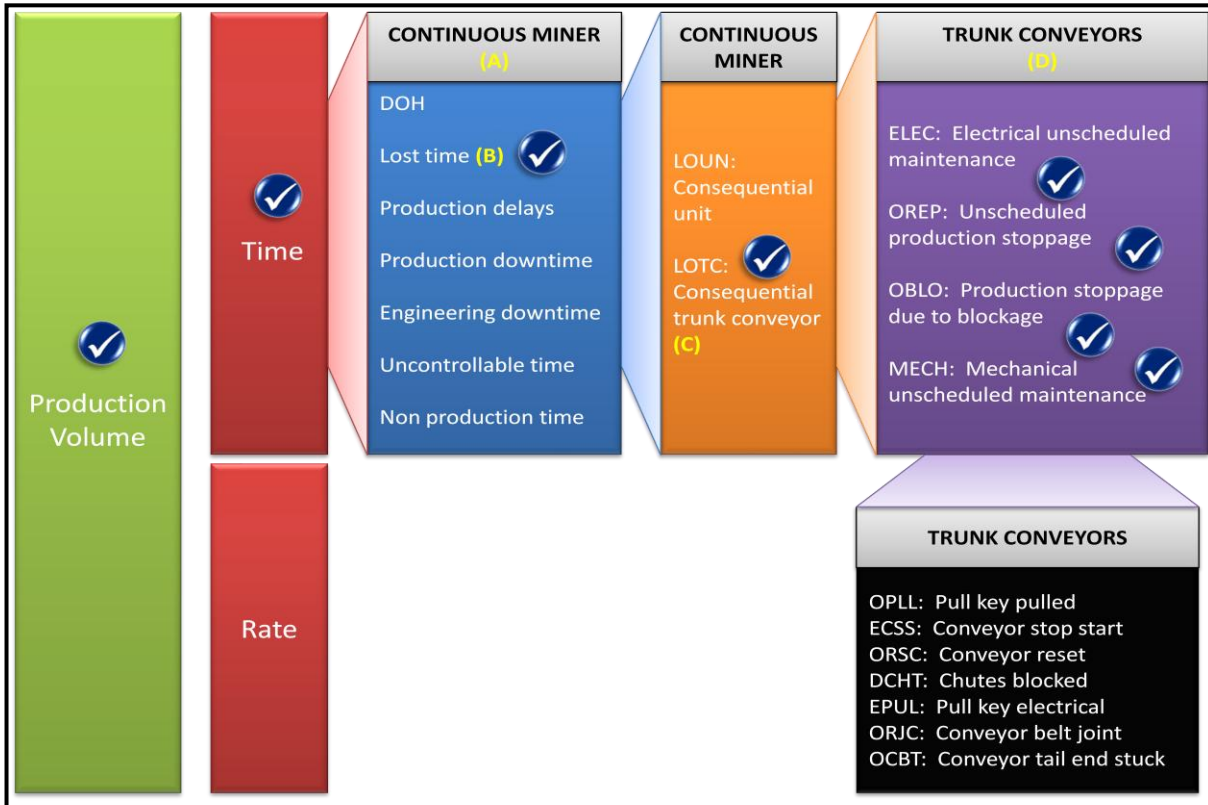 Production
Volume
Time
Rate
CONTINUOUS MINER
(A)
DOH
Lost time (B)
Production delays
Production downtime
Engineering downtime
Uncontrollable time
Non production time
CONTINUOUS
MINER
LOUN:
Consequential
unit
LOTC:
Consequential
trunk conveyor
(C)
TRUNK CONVEYORS
(D)
ELEC: Electrical unscheduled
maintenance
OREP: Unscheduled
production stoppage
OBLO: Production stoppage
due to blockage
MECH: Mechanical
unscheduled maintenance
TRUNK CONVEYORS
OPLL: Pull key pulled
ECSS: Conveyor stop start
ORSC: Conveyor reset
DCHT: Chutes blocked
EPUL: Pull key electrical
ORJC: Conveyor belt joint
OCBT: Conveyor tail end stuck